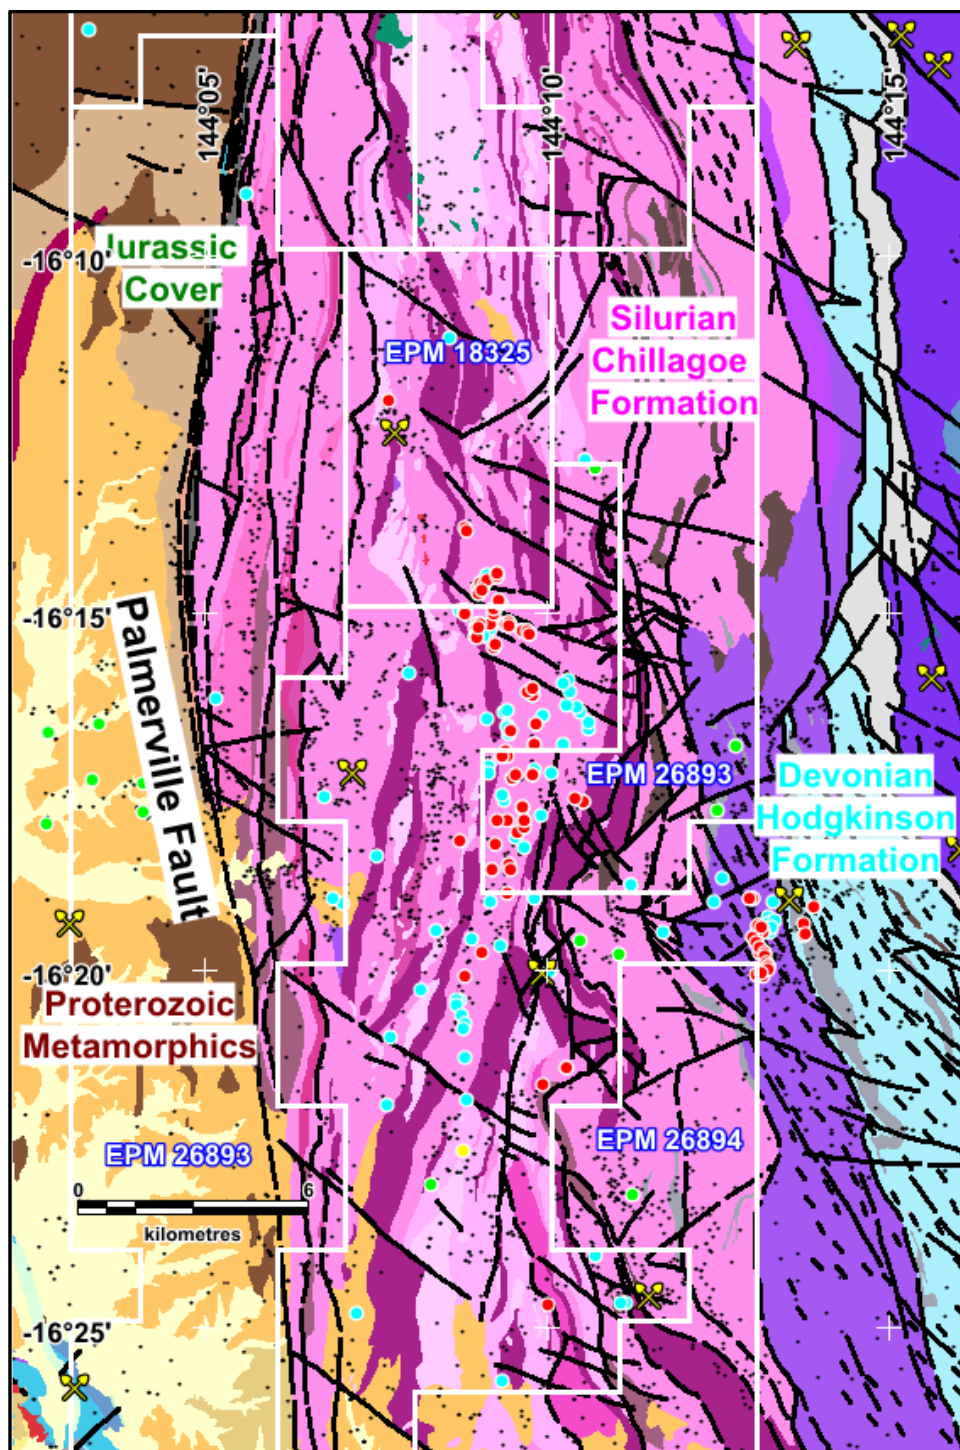 144°05'
144°10'
144°15'
-16°10'
Jurassic
Cover
Silurian
Chillagoe
Formation
EPM 18325
-16°15'
Palmerville Fault
EPM 26893
Devonian
Hodgkinson
Formation
-16°20'
Proterozoic
Metamorphics
EPM 26893
EPM 26894
0 6
kilometres
-16°25'